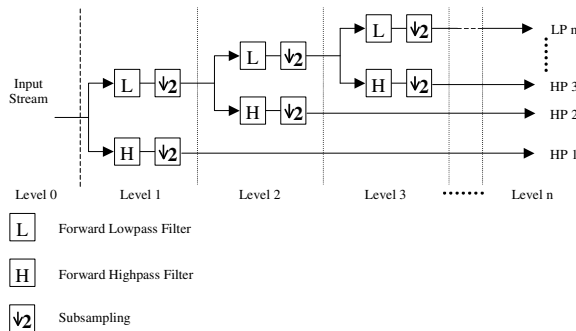 L ↓2 LP n
L ↓2
Input Stream
L ↓2 H ↓2 HP 3
H ↓2 HP 2
H ↓2 HP 1
Level 0 Level 1 Level 2 Level 3 Level n
L Forward Lowpass Filter
H Forward Highpass Filter
↓2 Subsampling